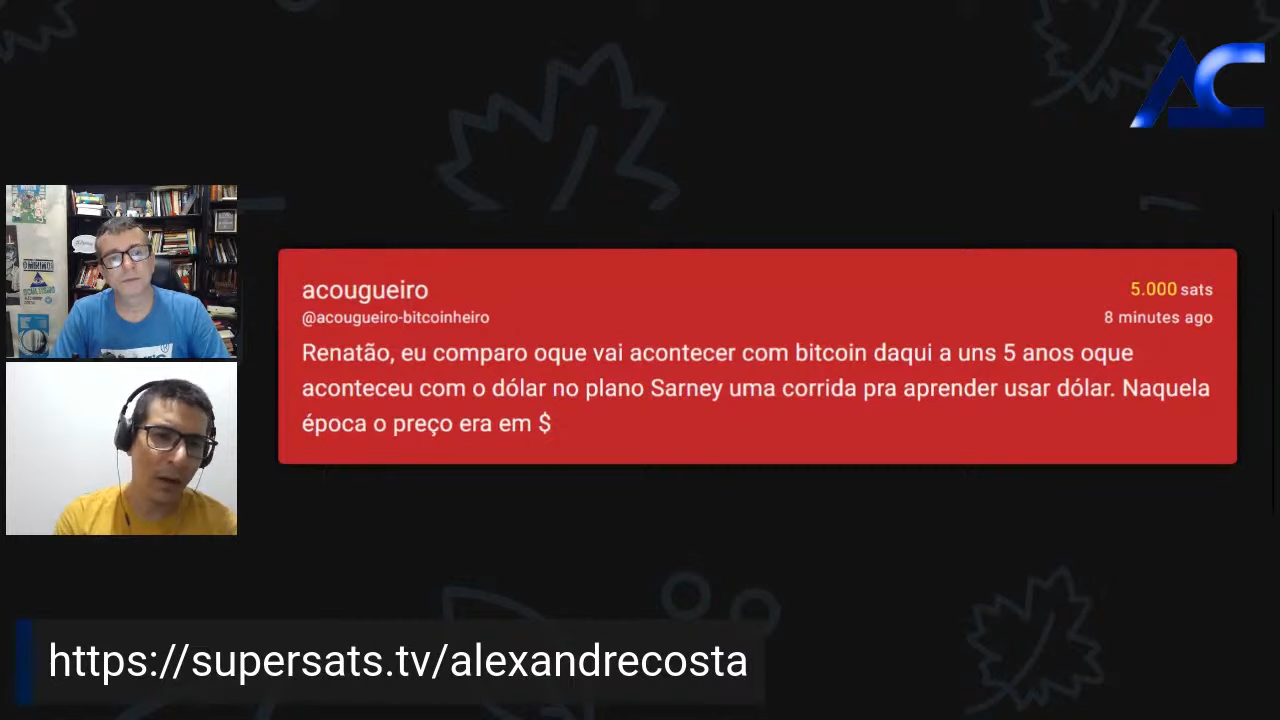 AC
acougueiro
5.000 sats
@acougueiro-bitcoinheiro
8 minutes ago
Renatão, eu comparo oque vai acontecer com bitcoin daqui a uns 5 anos oque
aconteceu com o dólar no plano Sarney uma corrida pra aprender usar dólar. Naquela
época o preço era em $
https://supersats.tv/alexandrecosta